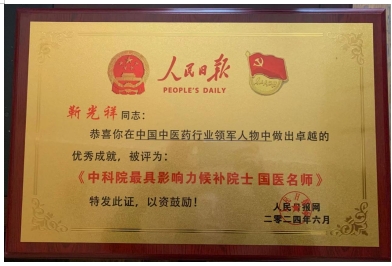 人民日报
PEOPLE'S DAILY
靳光祥 同志：
恭喜你在中国中医药行业领军人物中做出卓越的
优秀成就，被评为：
《中科院最具影响力候补院士 国医名师》
特发此证，以资鼓励！
人民日报网
二零二四年六月